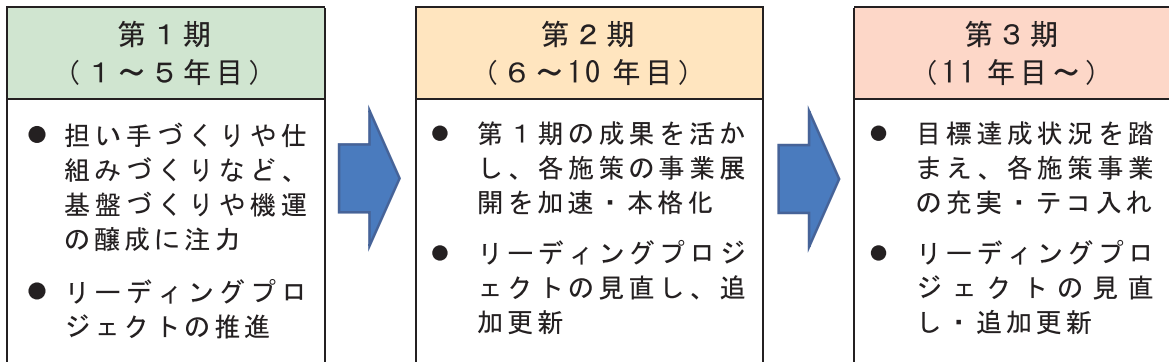 第１期
（１～５年目）
● 担い手づくりや仕
組みづくりなど、
基盤づくりや機運
の醸成に注力
● リーディングプロ
ジェクトの推進
第２期
（６～10 年目）
● 第１期の成果を活か
し、各施策の事業展
開を加速・本格化
● リーディングプロジ
ェクトの見直し、追
加更新
第３期
（11 年目～）
● 目標達成状況を踏
まえ、各施策事業
の充実・テコ入れ
● リーディングプロ
ジェクトの見直
し・追加更新